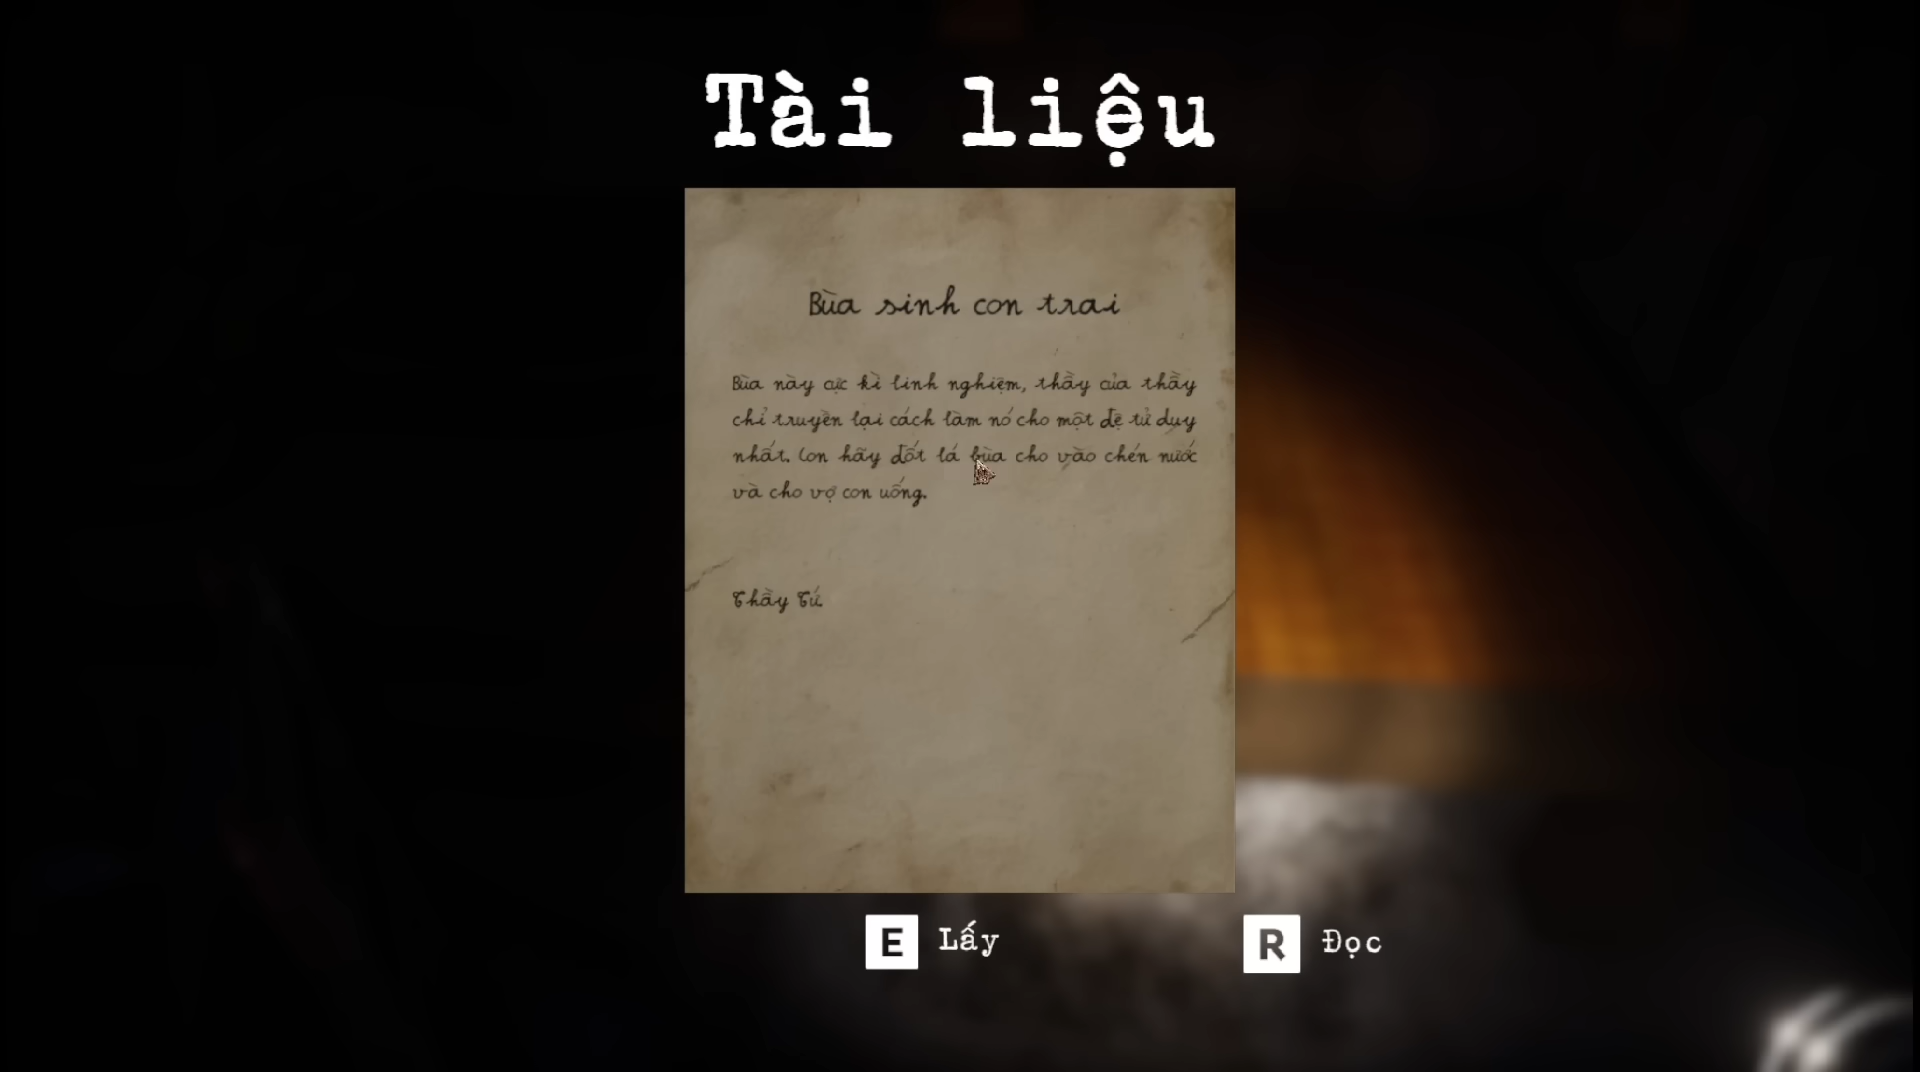 Tài liệu
Bùa sinh con trai
Bùa này cực kì linh nghiệm, thầy của thầy
chỉ truyền lại cách làm nó cho một đệ tử duy
nhất. Con hãy đốt lá bùa cho vào chén nước
và cho vợ con uống.
Thầy Tứ
E Lấy
R Đọc